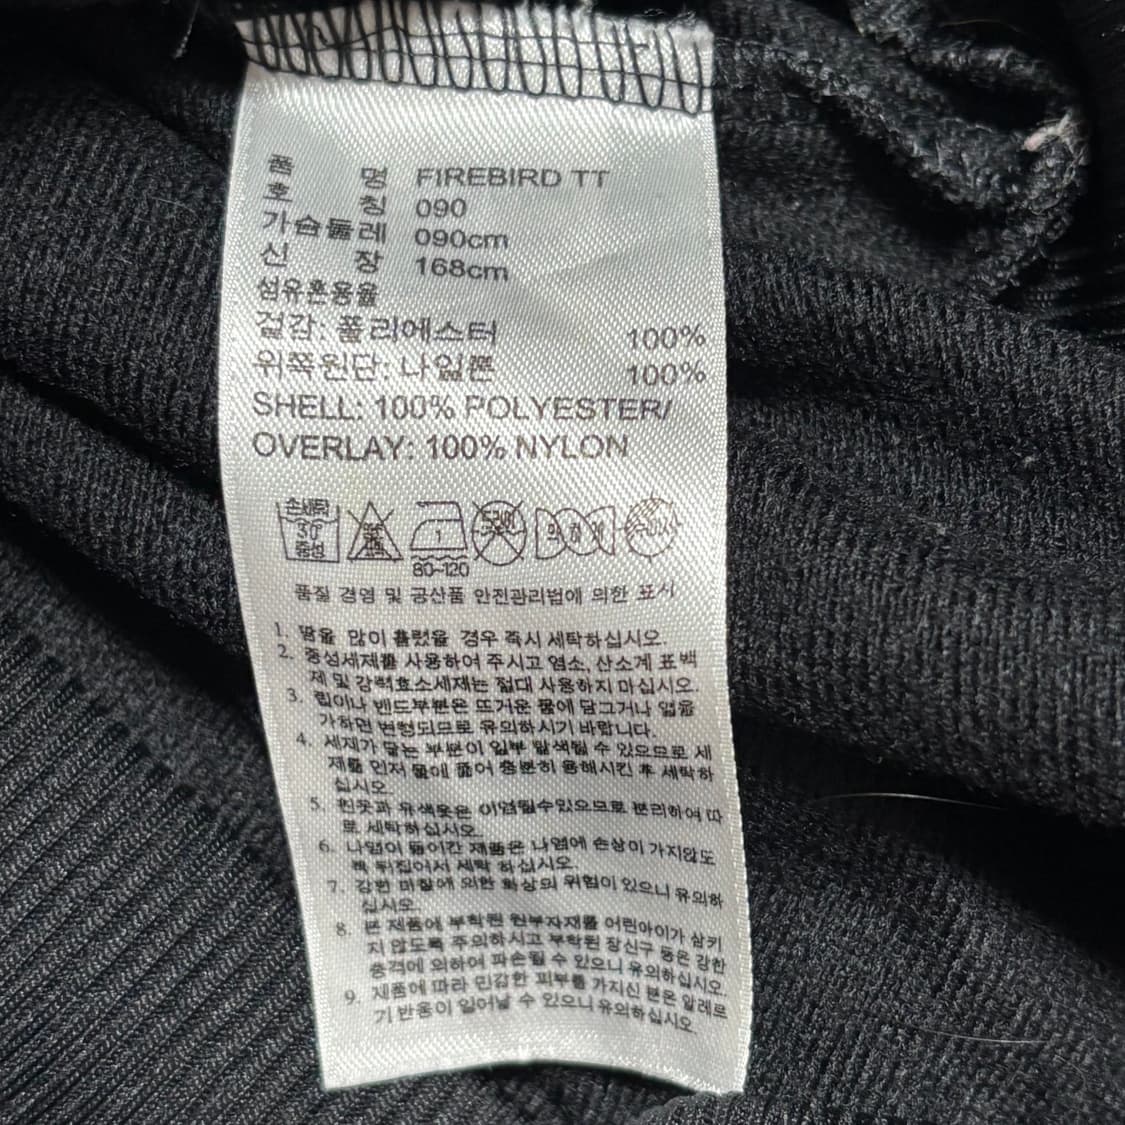 품 명 FIREBIRD TT
호 칭 090
가슴둘레 090cm
신 장 168cm
섬유혼용율
겉감: 폴리에스터 100%
위쪽원단: 나일론 100%
SHELL: 100% POLYESTER/
OVERLAY: 100% NYLON
손세탁
30°
중성
1
80~120
품질 경영 및 공산품 안전관리법에 의한 표시
1. 땀을 많이 흘렸을 경우 즉시 세탁하십시오.
2. 중성세제를 사용하여 주시고 염소, 산소계 표백
제 및 강력효소세제는 절대 사용하지 마십시오.
3. 립이나 밴드부분은 뜨거운 물에 담그거나 열을
가하면 변형되므로 유의하시기 바랍니다.
4. 세제가 닿는 부분이 일부 탈색될 수 있으므로 세
제를 먼저 물에 풀어 충분히 용해시킨 후 세탁하
십시오.
5. 흰옷과 유색옷은 이염될수있으므로 분리하여 따
로 세탁하십시오.
6. 나염이 들어간 제품은 나염에 손상이 가지않도
록 뒤집어서 세탁 하십시오.
7. 강한 마찰에 의한 화상의 위험이 있으니 유의하
십시오.
8. 본 제품에 부착된 원부자재를 어린아이가 삼키
지 않도록 주의하시고 부착된 장신구 등은 강한
충격에 의하여 파손될 수 있으니 유의하십시오.
9. 제품에 따라 민감한 피부를 가지신 분은 알레르
기 반응이 일어날 수 있으니 유의하십시오